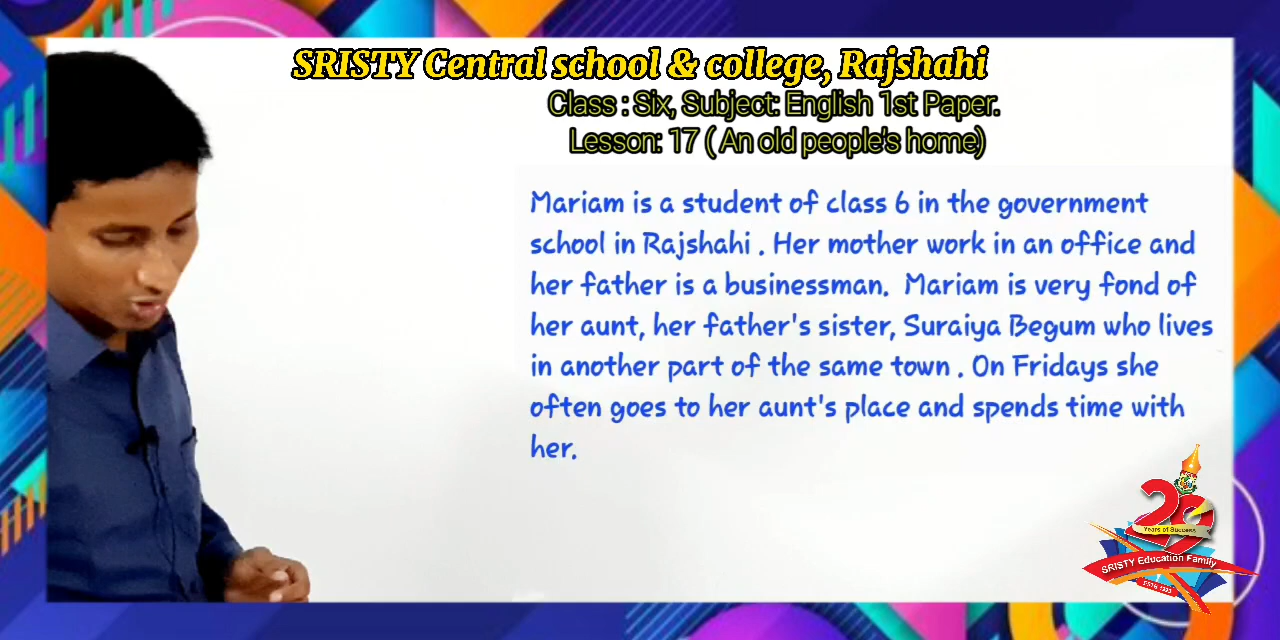 SRISTY Central school & college, Rajshahi
Class : Six, Subject: English 1st Paper.
Lesson: 17 ( An old people's home)
Mariam is a student of class 6 in the government
school in Rajshahi . Her mother work in an office and
her father is a businessman.  Mariam is very fond of
her aunt, her father's sister, Suraiya Begum who lives
in another part of the same town . On Fridays she
often goes to her aunt's place and spends time with
her.
29
Years of Success
SRISTY Education Family